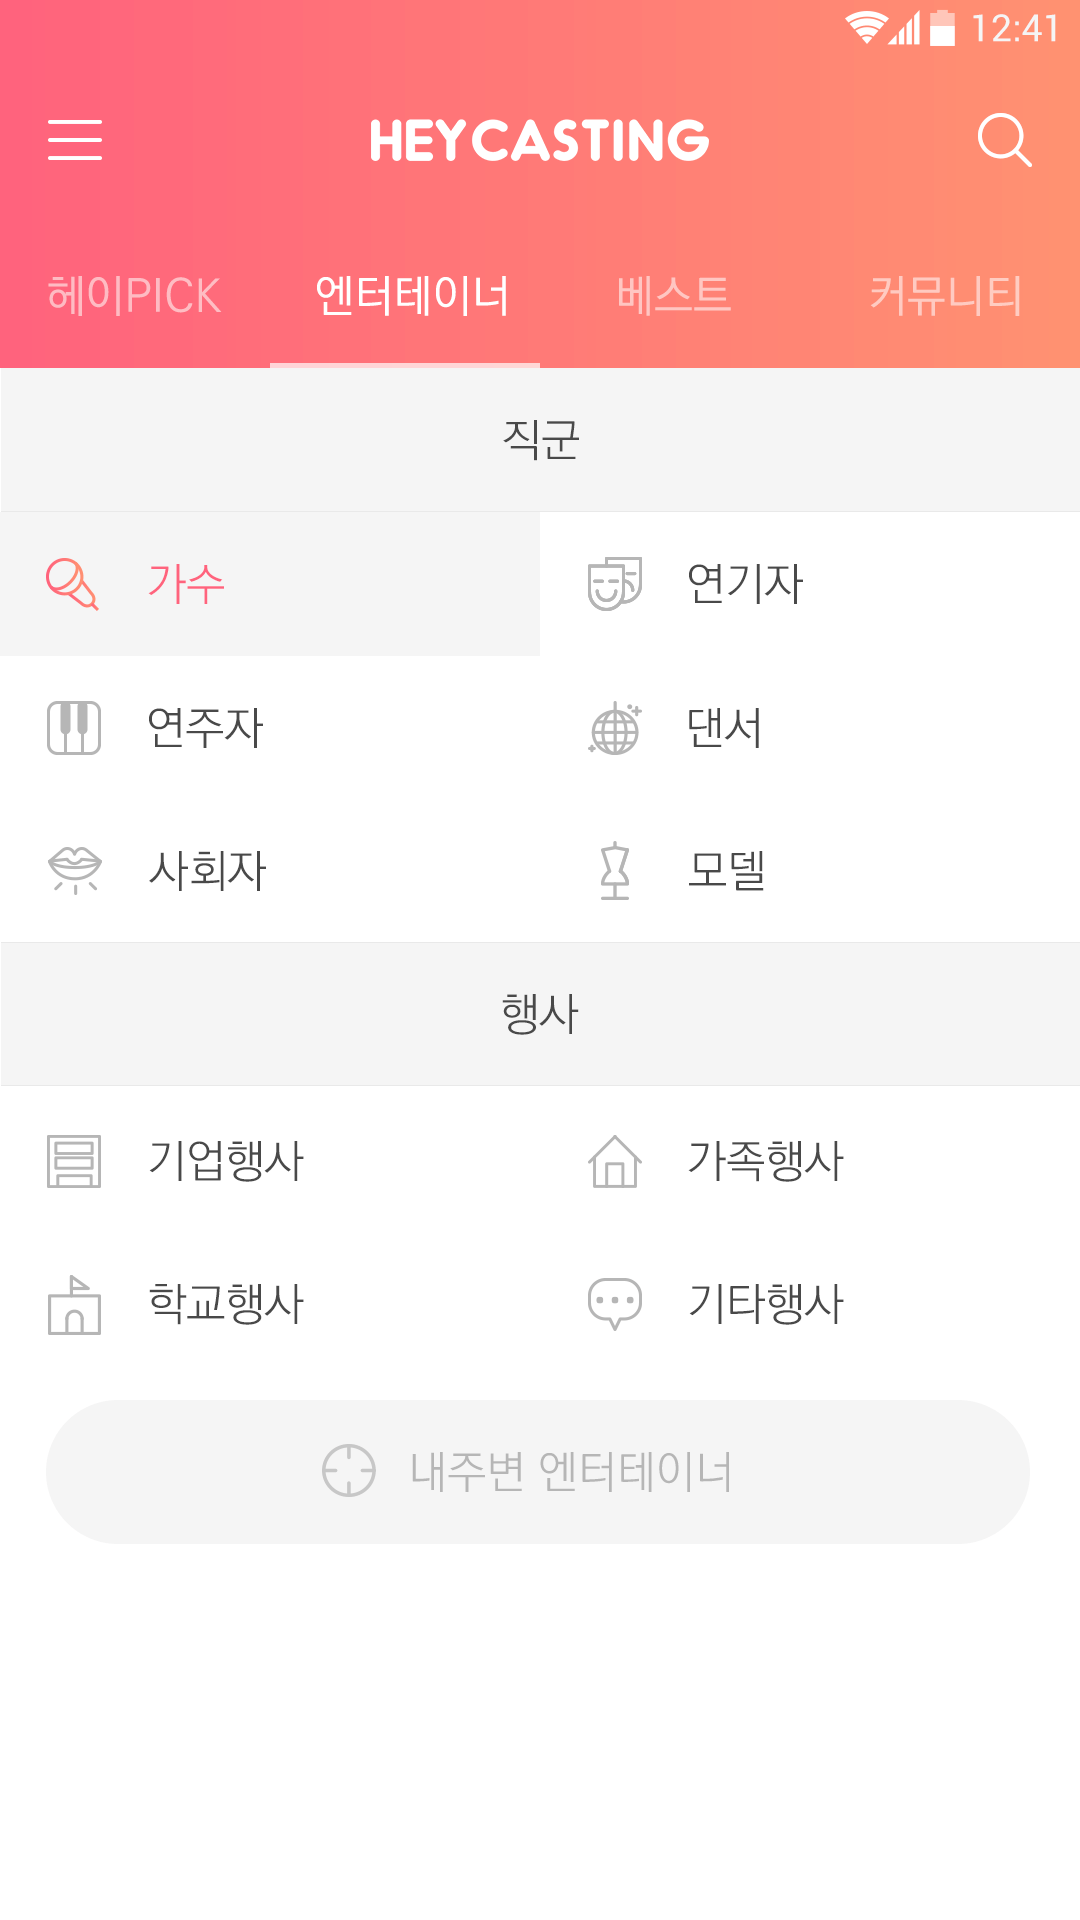 12:41
HEYCASTING
헤이PICK 엔터테이너 베스트 커뮤니티
직군
가수 연기자
연주자 댄서
사회자 모델
행사
기업행사 가족행사
학교행사 기타행사
내주변 엔터테이너